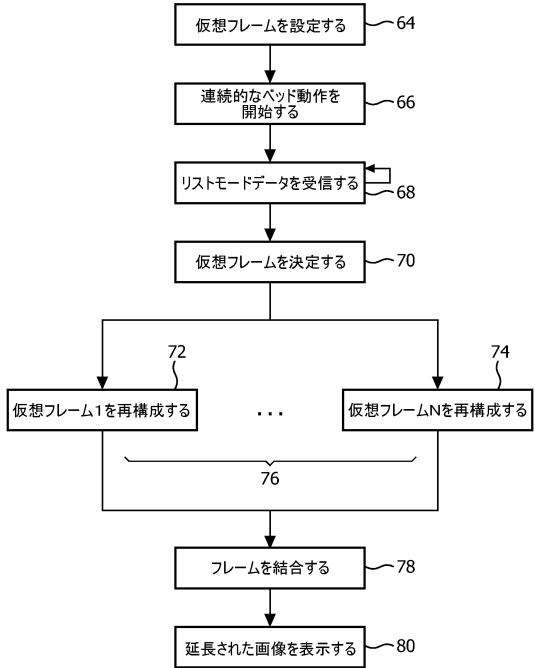 仮想フレームを設定する
64
連続的なベッド動作を
開始する
66
リストモードデータを受信する
68
仮想フレームを決定する
70
72
74
仮想フレーム1を再構成する
...
仮想フレームNを再構成する
76
フレームを結合する
78
延長された画像を表示する
80